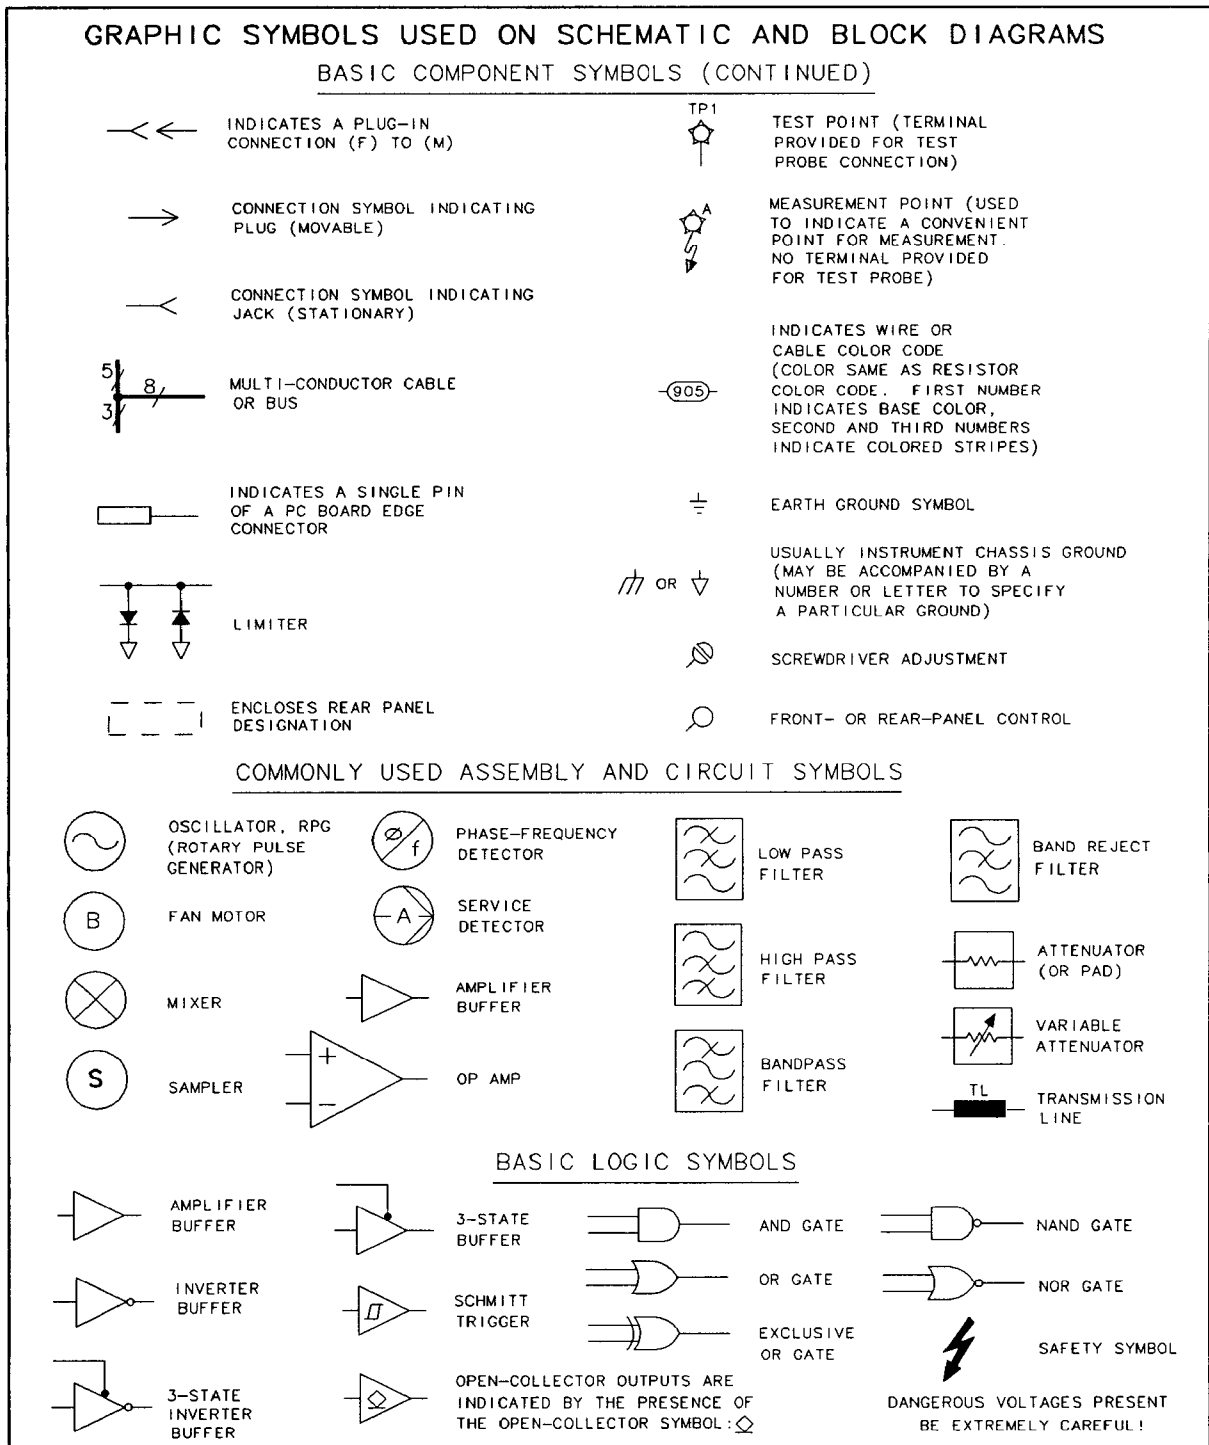 GRAPHIC SYMBOLS USED ON SCHEMATIC AND BLOCK DIAGRAMS
BASIC COMPONENT SYMBOLS (CONTINUED)
INDICATES A PLUG-IN
CONNECTION (F) TO (M)
CONNECTION SYMBOL INDICATING
PLUG (MOVABLE)
CONNECTION SYMBOL INDICATING
JACK (STATIONARY)
5
8
3
MULTI-CONDUCTOR CABLE
OR BUS
INDICATES A SINGLE PIN
OF A PC BOARD EDGE
CONNECTOR
LIMITER
ENCLOSES REAR PANEL
DESIGNATION
TP1
TEST POINT (TERMINAL
PROVIDED FOR TEST
PROBE CONNECTION)
A
MEASUREMENT POINT (USED
TO INDICATE A CONVENIENT
POINT FOR MEASUREMENT.
NO TERMINAL PROVIDED
FOR TEST PROBE)
905
INDICATES WIRE OR
CABLE COLOR CODE
(COLOR SAME AS RESISTOR
COLOR CODE. FIRST NUMBER
INDICATES BASE COLOR,
SECOND AND THIRD NUMBERS
INDICATE COLORED STRIPES)
EARTH GROUND SYMBOL
OR
USUALLY INSTRUMENT CHASSIS GROUND
(MAY BE ACCOMPANIED BY A
NUMBER OR LETTER TO SPECIFY
A PARTICULAR GROUND)
SCREWDRIVER ADJUSTMENT
FRONT- OR REAR-PANEL CONTROL
COMMONLY USED ASSEMBLY AND CIRCUIT SYMBOLS
OSCILLATOR, RPG
(ROTARY PULSE
GENERATOR)
B
FAN MOTOR
MIXER
S
SAMPLER
Ø
f
PHASE-FREQUENCY
DETECTOR
A
SERVICE
DETECTOR
AMPLIFIER
BUFFER
+
−
OP AMP
LOW PASS
FILTER
HIGH PASS
FILTER
BANDPASS
FILTER
BAND REJECT
FILTER
ATTENUATOR
(OR PAD)
VARIABLE
ATTENUATOR
TL
TRANSMISSION
LINE
BASIC LOGIC SYMBOLS
AMPLIFIER
BUFFER
INVERTER
BUFFER
3-STATE
INVERTER
BUFFER
3-STATE
BUFFER
SCHMITT
TRIGGER
OPEN-COLLECTOR OUTPUTS ARE
INDICATED BY THE PRESENCE OF
THE OPEN-COLLECTOR SYMBOL:
AND GATE
OR GATE
EXCLUSIVE
OR GATE
NAND GATE
NOR GATE
SAFETY SYMBOL
DANGEROUS VOLTAGES PRESENT
BE EXTREMELY CAREFUL!